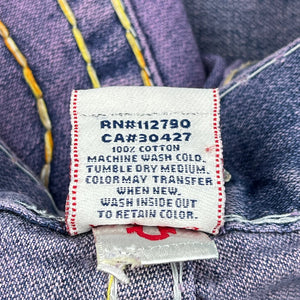 RN#112790
CA#30427
100% COTTON
MACHINE WASH COLD.
TUMBLE DRY MEDIUM.
COLOR MAY TRANSFER
WHEN NEW.
WASH INSIDE OUT
TO RETAIN COLOR.